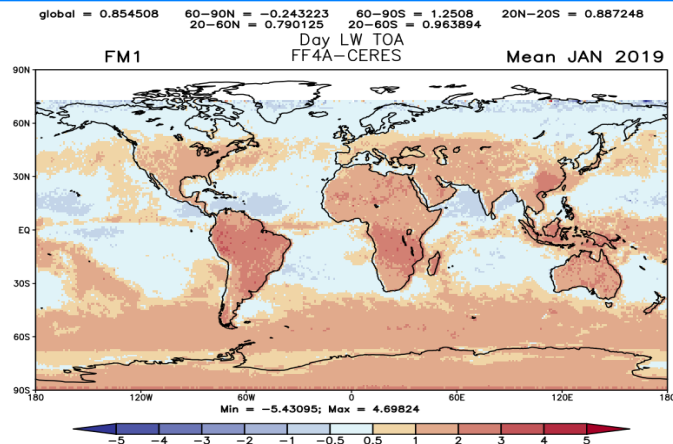 global = 0.854508 60-90N = -0.243223 60-90S = 1.2508 20N-20S = 0.887248
20-60N = 0.790125 20-60S = 0.963894
Day LW TOA
FM1 FF4A-CERES Mean JAN 2019
90N
60N
30N
EQ
30S
60S
90S
180 120W 60W 0 60E 120E 180
Min = -5.43095; Max = 4.69824
-5 -4 -3 -2 -1 -0.5 0.5 1 2 3 4 5